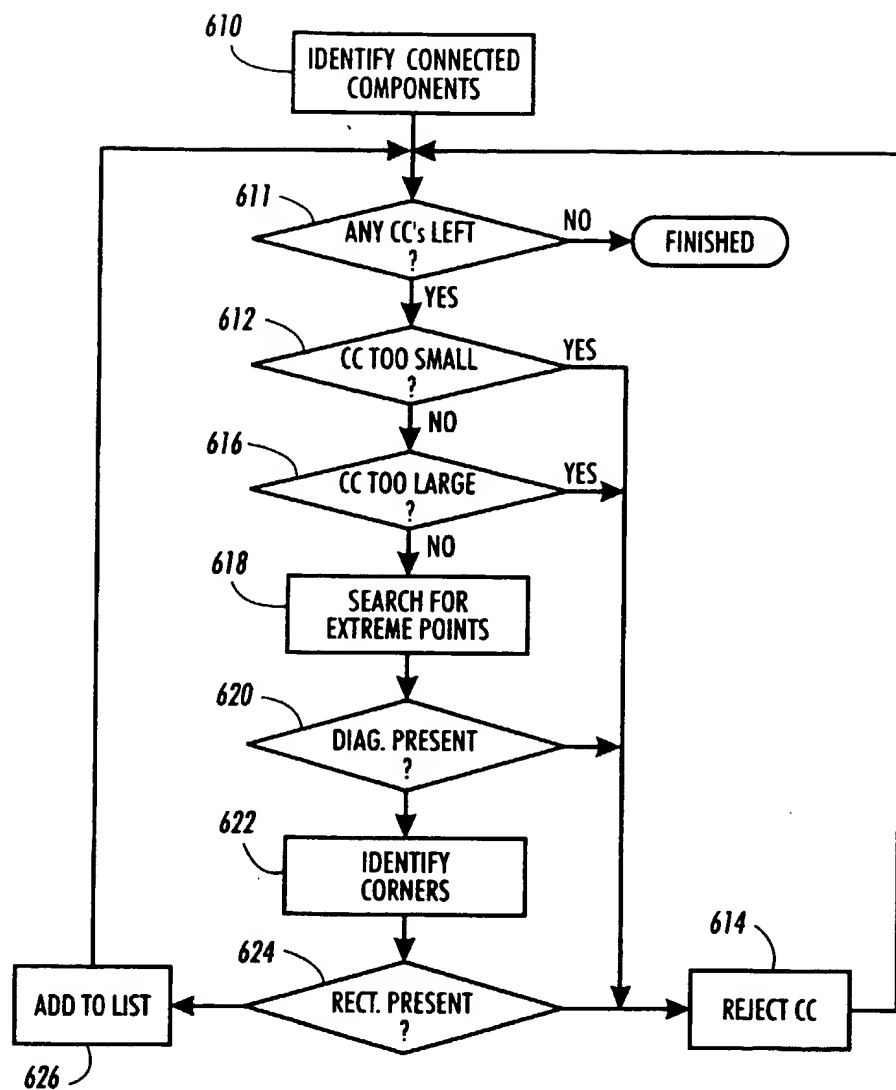 610
IDENTIFY CONNECTED
COMPONENTS
611
ANY CC's LEFT
?
NO
FINISHED
YES
612
CC TOO SMALL
?
YES
NO
616
CC TOO LARGE
?
YES
NO
618
SEARCH FOR
EXTREME POINTS
620
DIAG. PRESENT
?
622
IDENTIFY
CORNERS
624
RECT. PRESENT
?
614
REJECT CC
ADD TO LIST
626